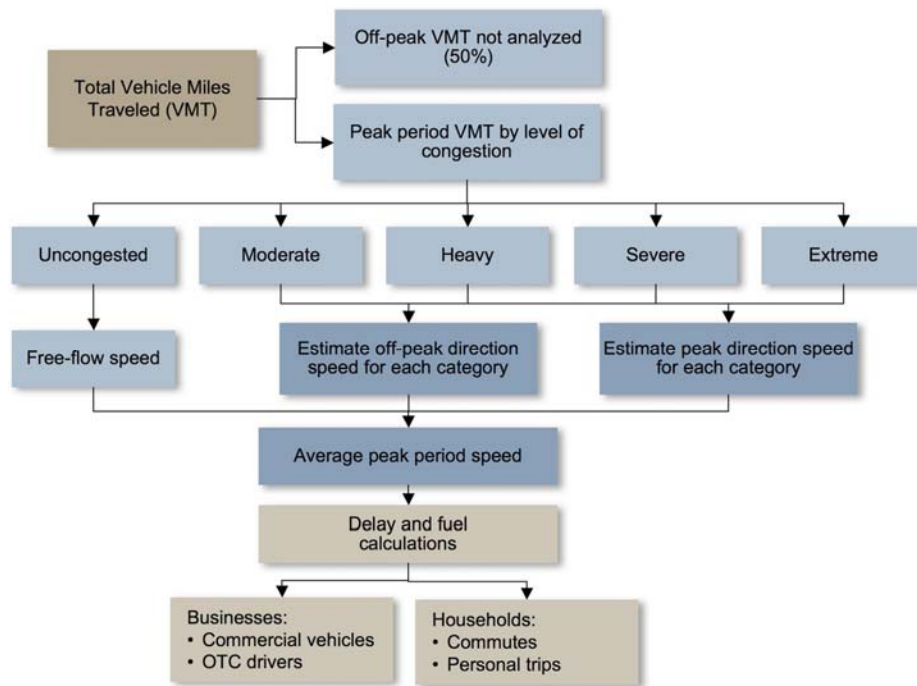 Off-peak VMT not analyzed
(50%)
Total Vehicle Miles
Traveled (VMT)
Peak period VMT by level of
congestion
Uncongested
Moderate
Heavy
Severe
Extreme
Free-flow speed
Estimate off-peak direction
speed for each category
Estimate peak direction speed
for each category
Average peak period speed
Delay and fuel
calculations
Businesses:
• Commercial vehicles
• OTC drivers
Households:
• Commutes
• Personal trips